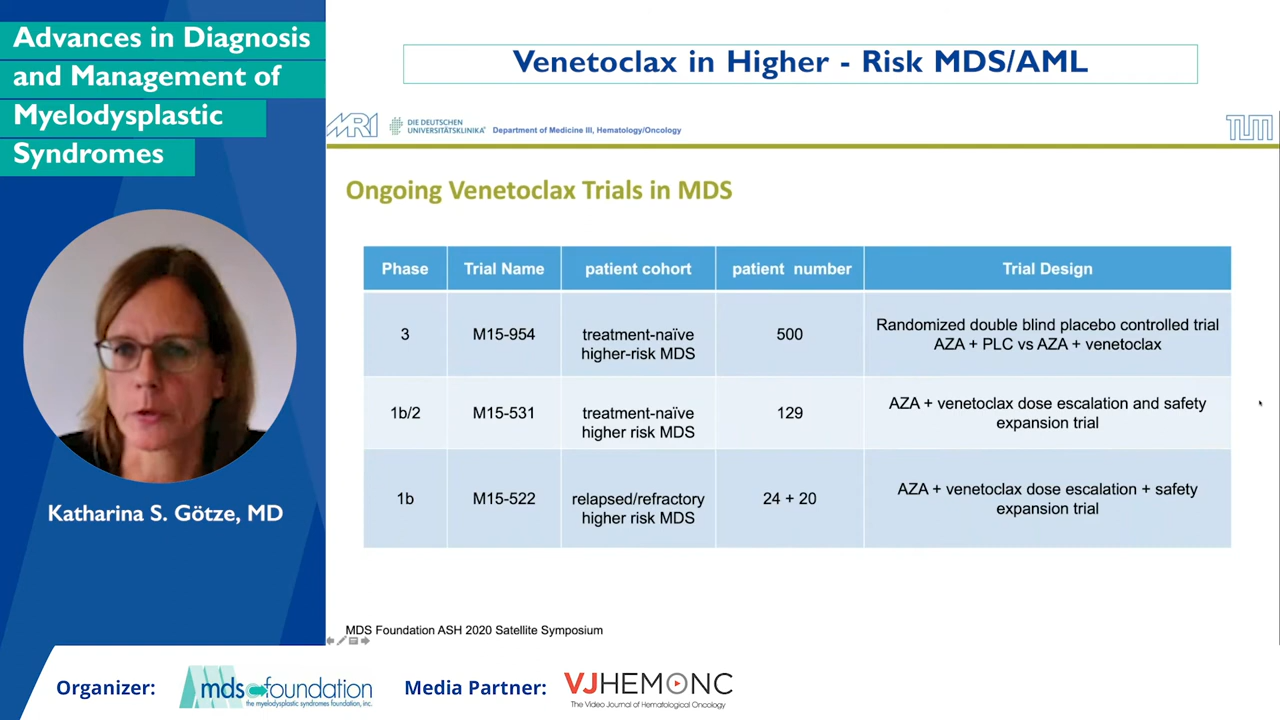 Advances in Diagnosis
and Management of
Myelodysplastic
Syndromes
Katharina S. Götze, MD
Venetoclax in Higher - Risk MDS/AML
MRI
DIE DEUTSCHEN
UNIVERSITÄTSKLINIKA®
Department of Medicine III, Hematology/Oncology
TUM
Ongoing Venetoclax Trials in MDS
Phase
Trial Name
patient cohort
patient number
Trial Design
3
M15-954
treatment-naïve
higher-risk MDS
500
Randomized double blind placebo controlled trial
AZA + PLC vs AZA + venetoclax
1b/2
M15-531
treatment-naïve
higher risk MDS
129
AZA + venetoclax dose escalation and safety
expansion trial
1b
M15-522
relapsed/refractory
higher risk MDS
24 + 20
AZA + venetoclax dose escalation + safety
expansion trial
MDS Foundation ASH 2020 Satellite Symposium
Organizer:
mds foundation
the myelodysplastic syndromes foundation, inc.
Media Partner:
VJHEMONC
The Video Journal of Hematological Oncology